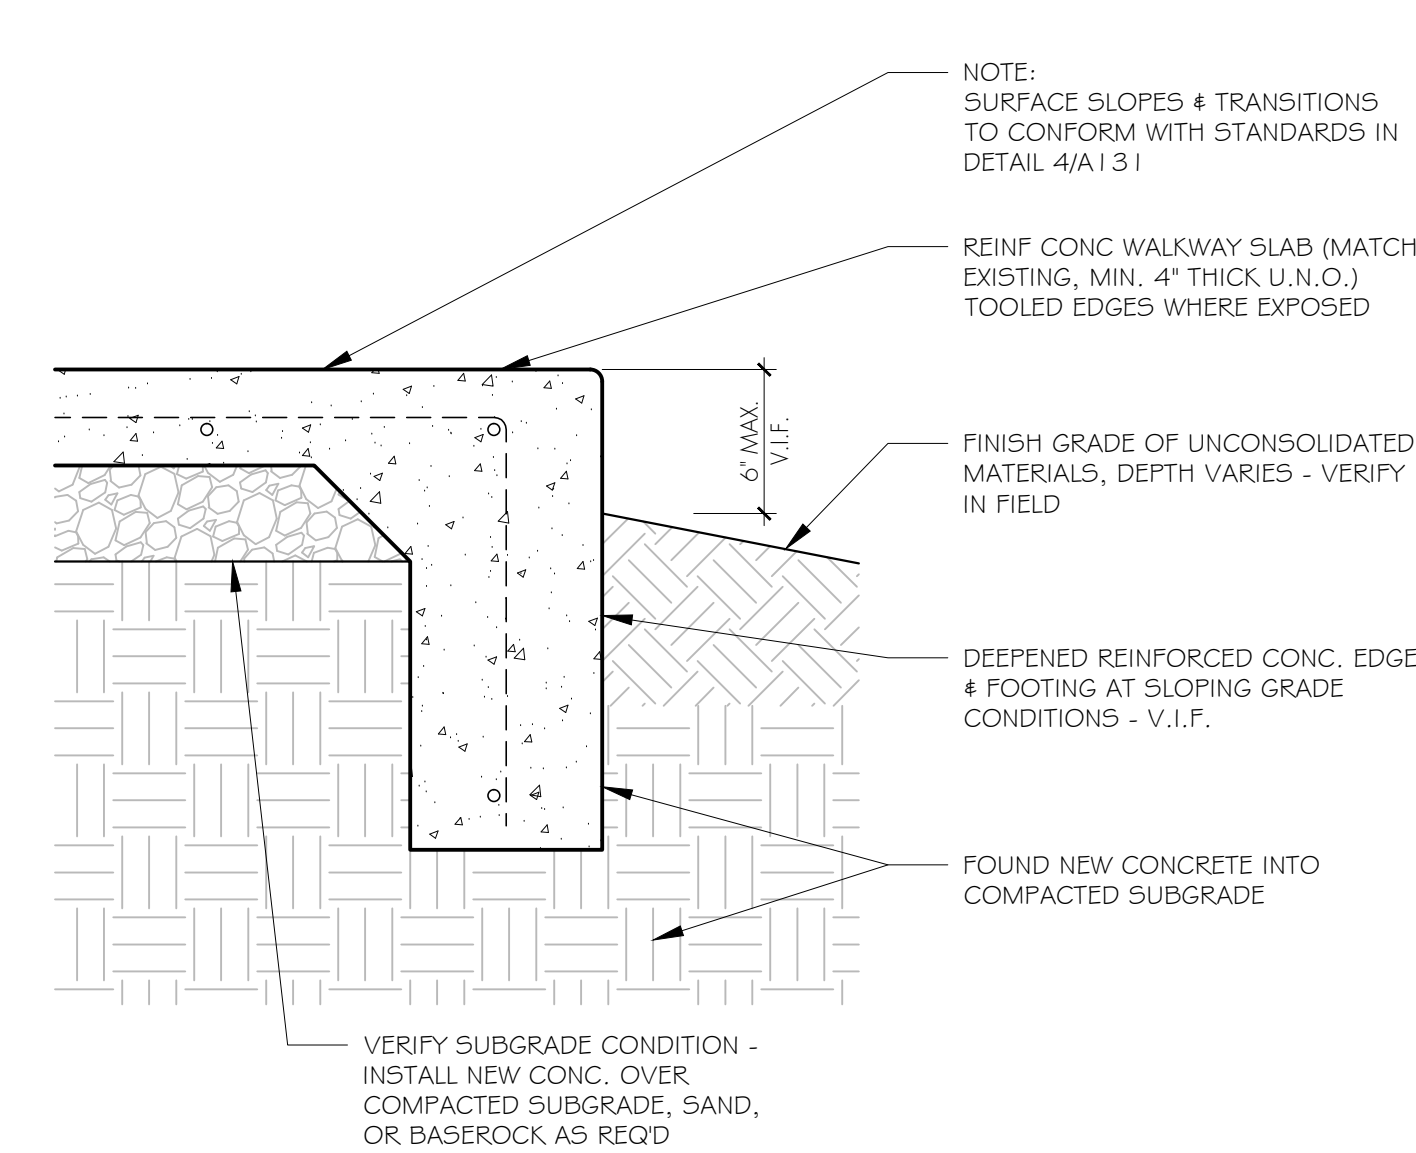 NOTE:
SURFACE SLOPES & TRANSITIONS
TO CONFORM WITH STANDARDS IN
DETAIL 4/A131
REINF CONC WALKWAY SLAB (MATCH
EXISTING, MIN. 4" THICK U.N.O.)
TOOLED EDGES WHERE EXPOSED
6" MAX.
V.I.F.
FINISH GRADE OF UNCONSOLIDATED
MATERIALS, DEPTH VARIES - VERIFY
IN FIELD
DEEPENED REINFORCED CONC. EDGE
& FOOTING AT SLOPING GRADE
CONDITIONS - V.I.F.
FOUND NEW CONCRETE INTO
COMPACTED SUBGRADE
VERIFY SUBGRADE CONDITION -
INSTALL NEW CONC. OVER
COMPACTED SUBGRADE, SAND,
OR BASEROCK AS REQ'D